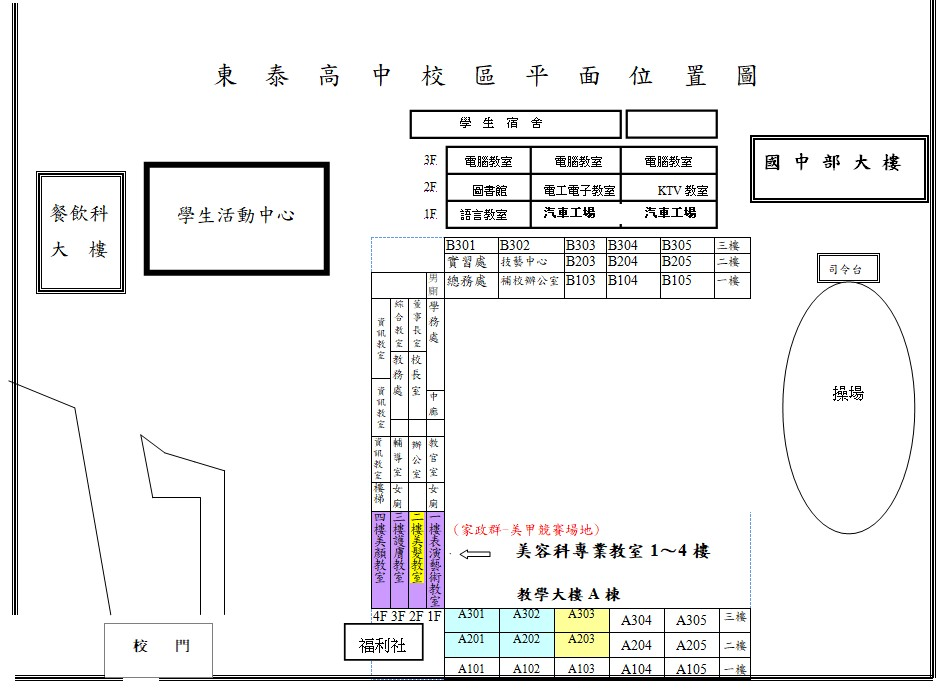 東泰高中校區平面位置圖
學生宿舍
3F. 電腦教室 電腦教室 電腦教室
2F. 圖書館 電工電子教室 KTV教室
1F. 語言教室 汽車工場 汽車工場
國中部大樓
餐飲科
大樓
學生活動中心
B301 B302 B303 B304 B305 三樓
實習處 技藝中心 B203 B204 B205 二樓
總務處 補校辦公室 B103 B104 B105 一樓
司令台
操場
男廁
資訊教室 綜合教室 董事長室 學務處
教務處 校長室
資訊教室 中廊
資訊教室 輔導室 辦公室 教官室
樓梯 女廁 女廁
四樓美顏教室 三樓護膚教室 二樓美髮教室 一樓表演藝術教室
(家政群-美甲競賽場地)
美容科專業教室1～4樓
教學大樓A棟
4F 3F 2F 1F
A301 A302 A303 A304 A305 三樓
A201 A202 A203 A204 A205 二樓
A101 A102 A103 A104 A105 一樓
福利社
校門